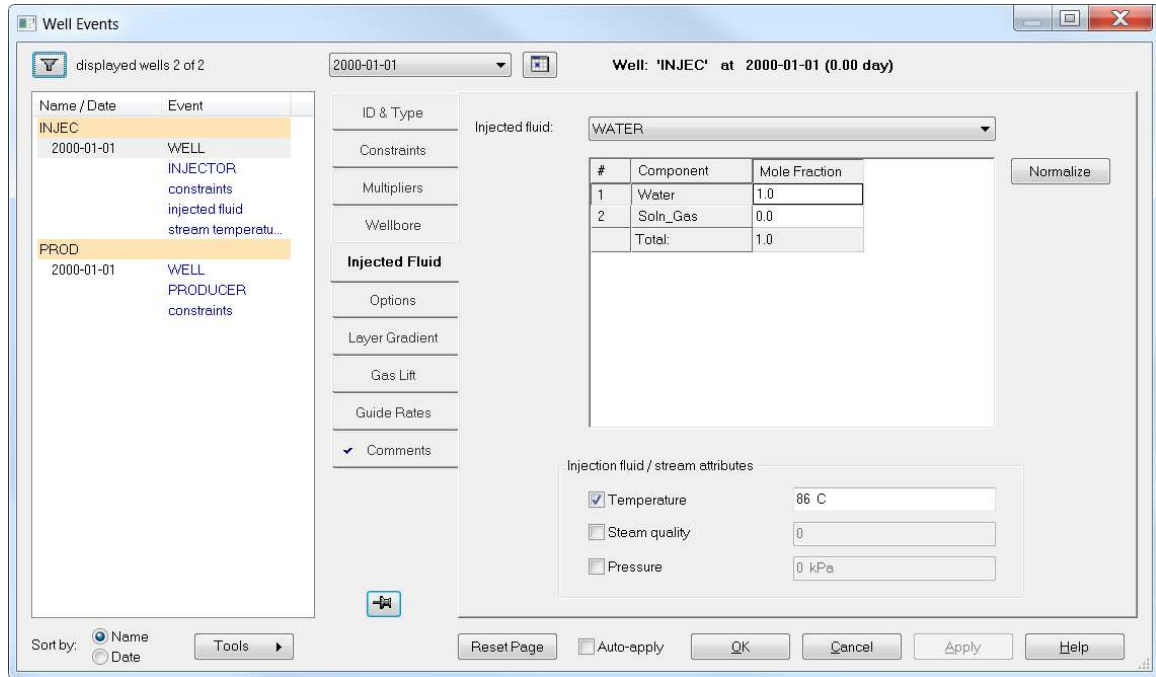 Well Events
displayed wells 2 of 2
2000-01-01
Well: 'INJEC' at 2000-01-01 (0.00 day)
Name / Date Event
INJEC
2000-01-01 WELL
INJECTOR
constraints
injected fluid
stream temperatu...
PROD
2000-01-01 WELL
PRODUCER
constraints
ID & Type
Constraints
Multipliers
Wellbore
Injected Fluid
Options
Layer Gradient
Gas Lift
Guide Rates
Comments
Injected fluid: WATER
# Component Mole Fraction
1 Water 1.0
2 Soln_Gas 0.0
Total: 1.0
Normalize
Injection fluid / stream attributes
Temperature 86 C
Steam quality 0
Pressure 0 kPa
Sort by: Name
Date
Tools
Reset Page Auto-apply OK Cancel Apply Help